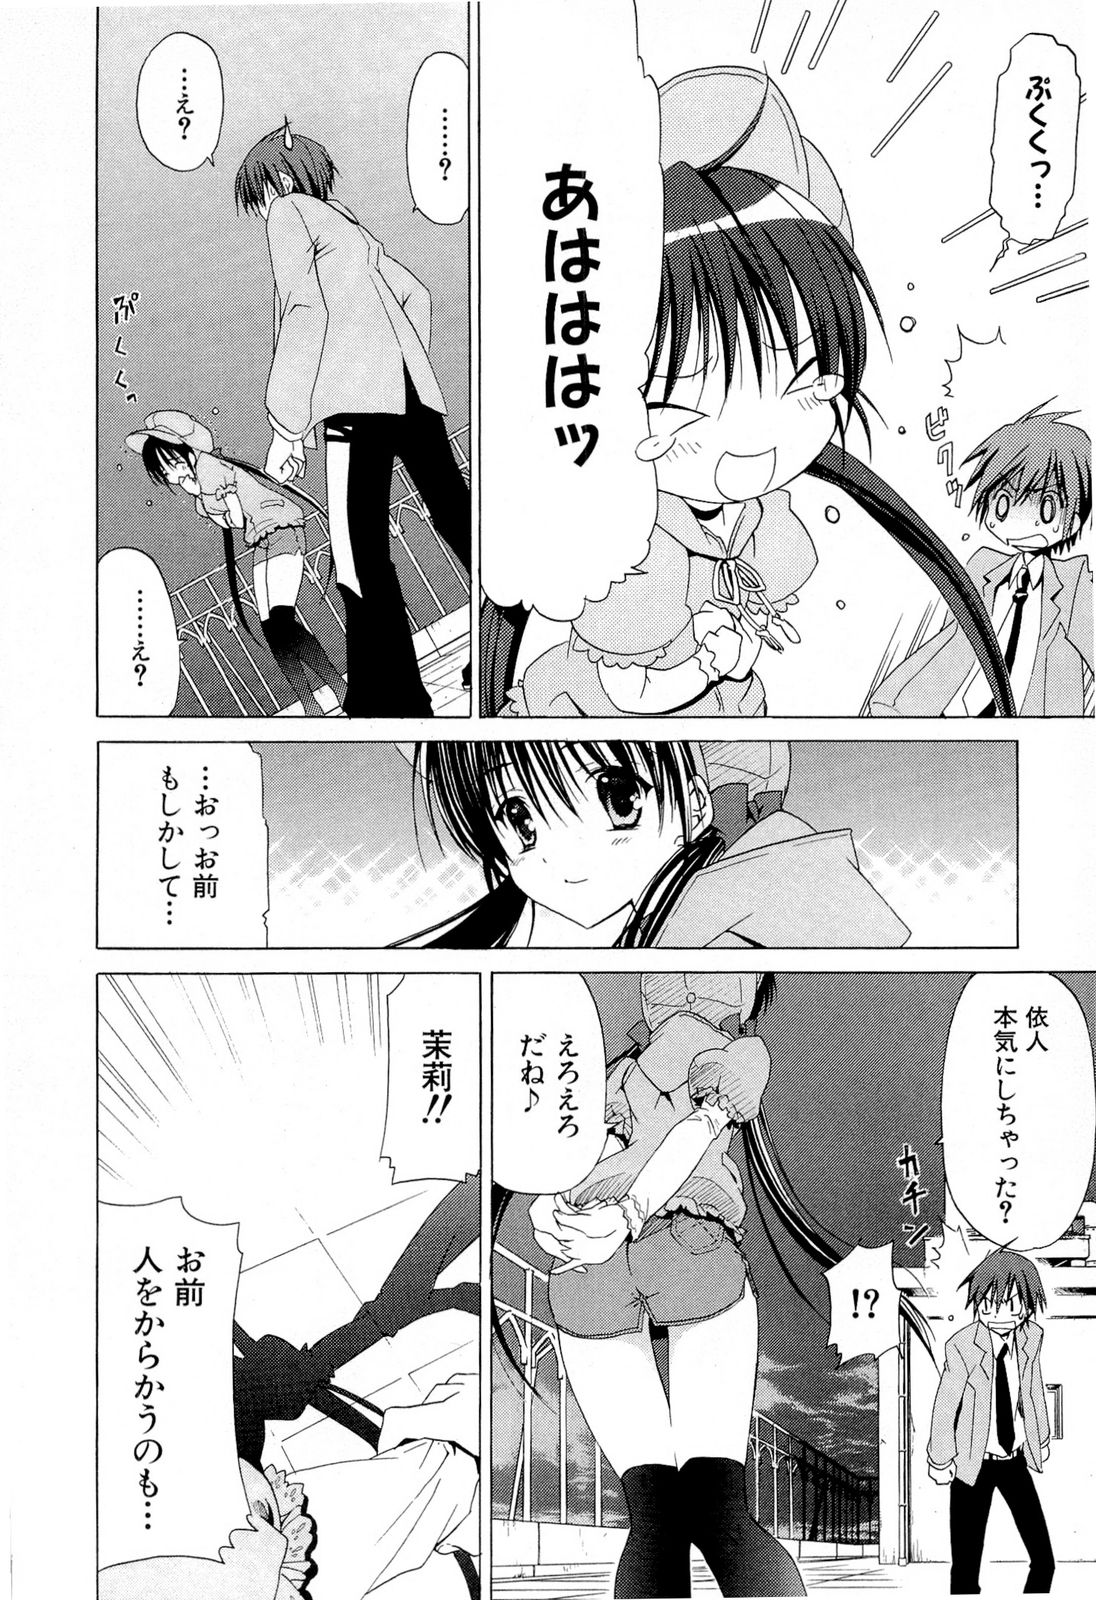 ぷくくっ…
ビクッ
あはははッ
……?
…え?
ぷくくっ
……え?
…おっお前
もしかして…
依人
本気にしちゃった?
カチン
!?
えろえろ
だね♪
茉莉!!
お前
人をからかうのも…